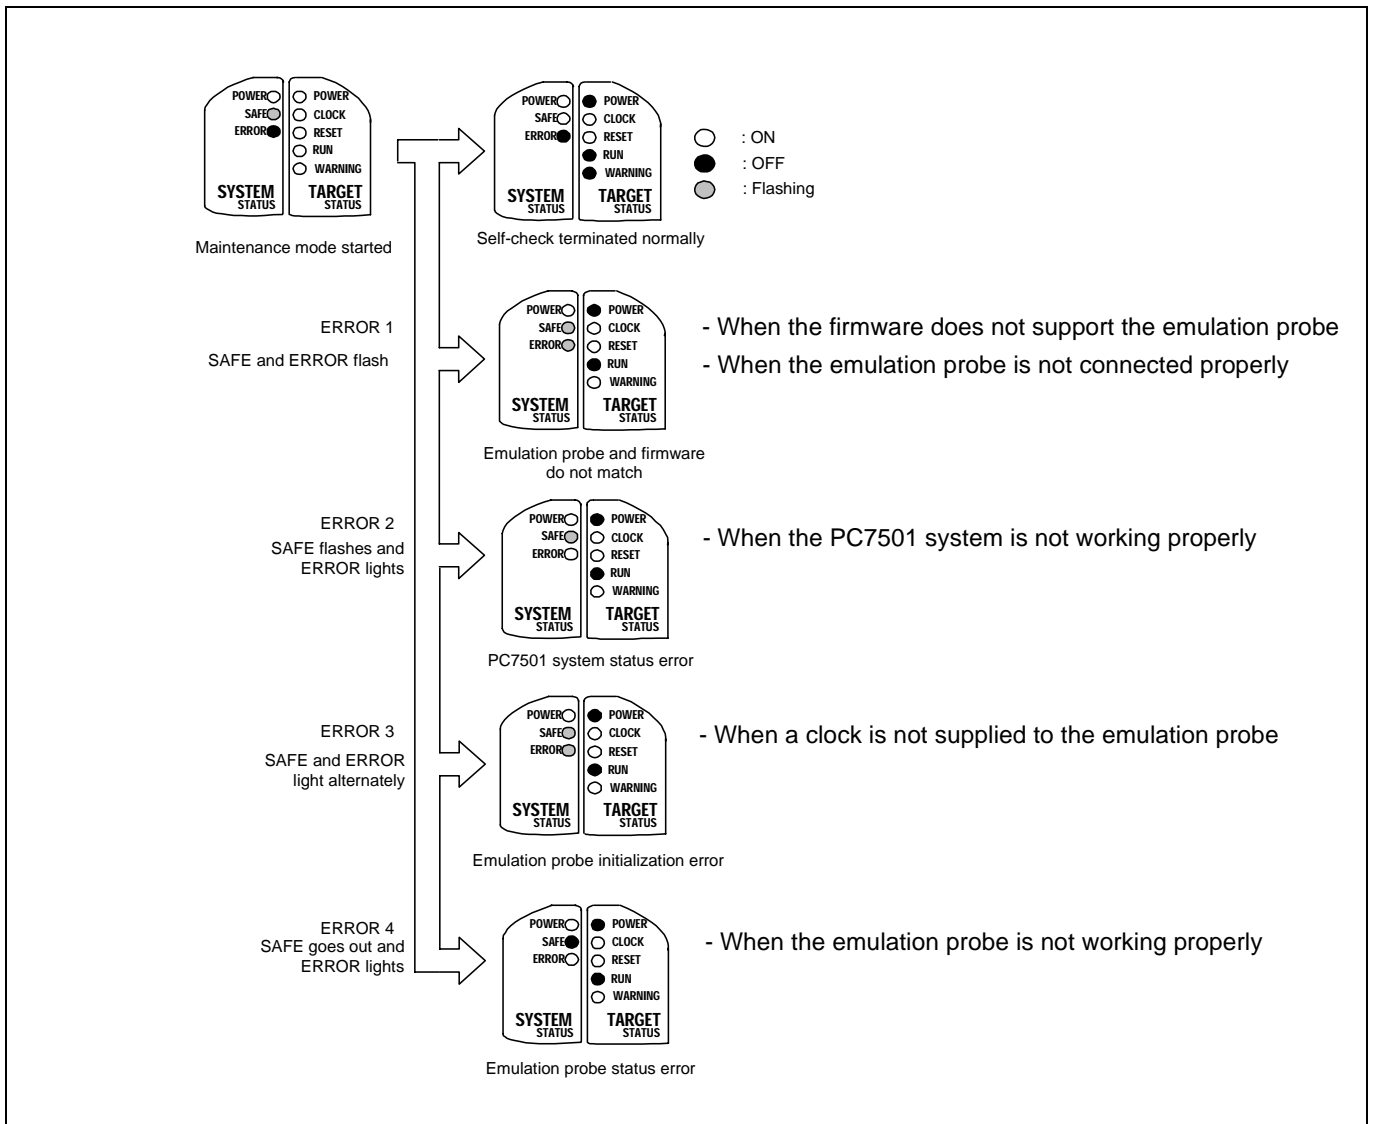 POWER POWER
SAFE CLOCK
ERROR RESET
RUN
WARNING
SYSTEM TARGET
STATUS STATUS
Maintenance mode started
POWER POWER
SAFE CLOCK
ERROR RESET
RUN
WARNING
SYSTEM TARGET
STATUS STATUS
Self-check terminated normally
: ON
: OFF
: Flashing
ERROR 1
SAFE and ERROR flash
POWER POWER
SAFE CLOCK
ERROR RESET
RUN
WARNING
SYSTEM TARGET
STATUS STATUS
Emulation probe and firmware
do not match
- When the firmware does not support the emulation probe
- When the emulation probe is not connected properly
ERROR 2
SAFE flashes and
ERROR lights
POWER POWER
SAFE CLOCK
ERROR RESET
RUN
WARNING
SYSTEM TARGET
STATUS STATUS
PC7501 system status error
- When the PC7501 system is not working properly
ERROR 3
SAFE and ERROR
light alternately
POWER POWER
SAFE CLOCK
ERROR RESET
RUN
WARNING
SYSTEM TARGET
STATUS STATUS
Emulation probe initialization error
- When a clock is not supplied to the emulation probe
ERROR 4
SAFE goes out and
ERROR lights
POWER POWER
SAFE CLOCK
ERROR RESET
RUN
WARNING
SYSTEM TARGET
STATUS STATUS
Emulation probe status error
- When the emulation probe is not working properly